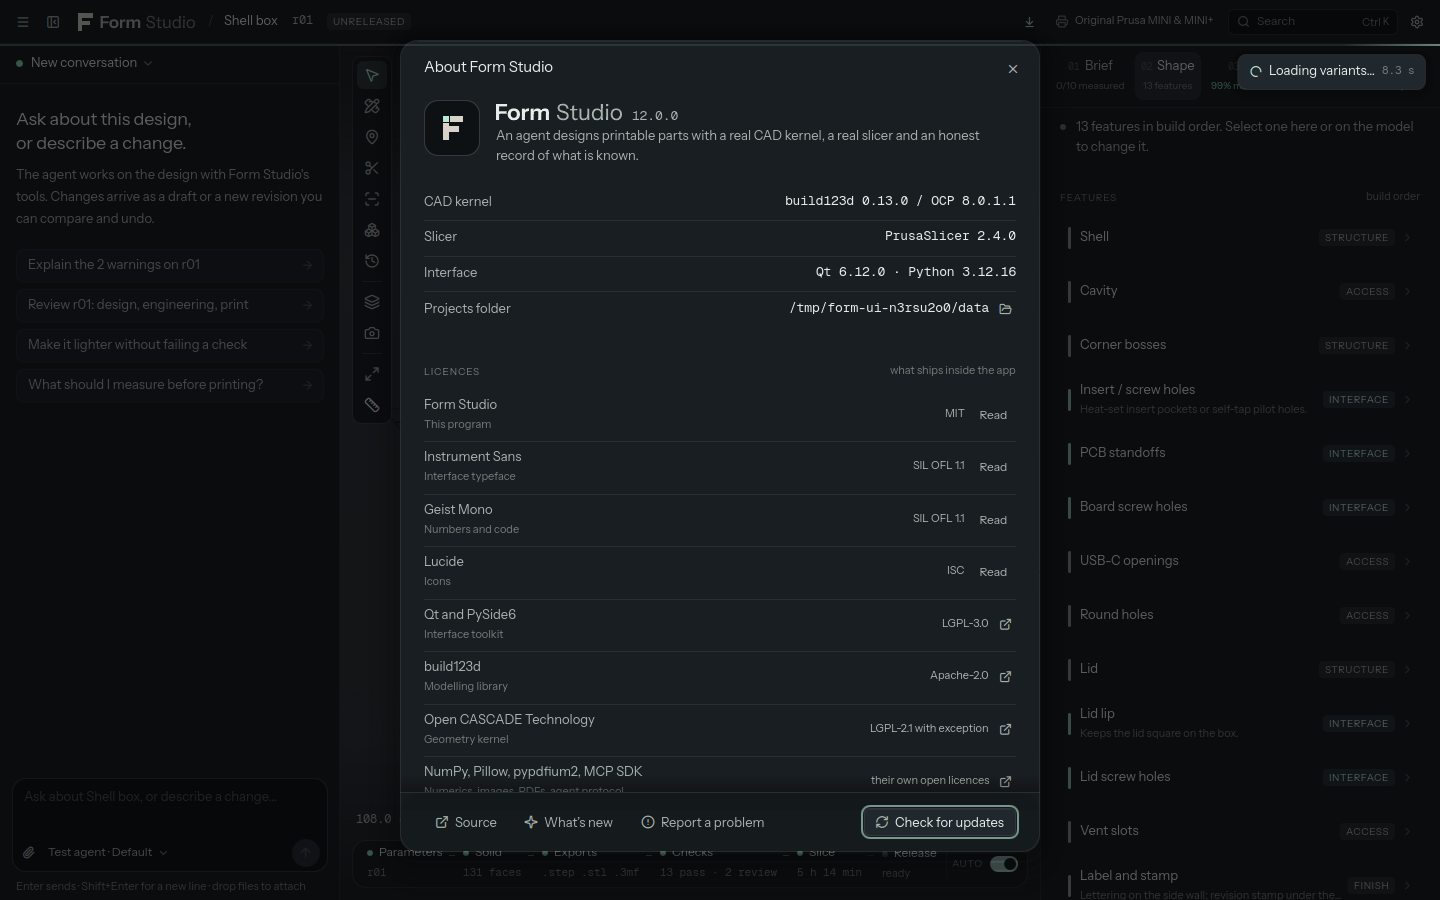 Form Studio / Shell box r01 UNRELEASED
Original Prusa MINI & MINI+
Search Ctrl K
New conversation
Ask about this design,
or describe a change.
The agent works on the design with Form Studio's
tools. Changes arrive as a draft or a new revision you
can compare and undo.
Explain the 2 warnings on r01
Review r01: design, engineering, print
Make it lighter without failing a check
What should I measure before printing?
Ask about Shell box, or describe a change...
Test agent · Default
Enter sends · Shift+Enter for a new line · drop files to attach
About Form Studio
Form Studio 12.0.0
An agent designs printable parts with a real CAD kernel, a real slicer and an honest
record of what is known.
CAD kernel build123d 0.13.0 / OCP 8.0.1.1
Slicer PrusaSlicer 2.4.0
Interface Qt 6.12.0 · Python 3.12.16
Projects folder /tmp/form-ui-n3rsu2o0/data
LICENCES what ships inside the app
Form Studio
This program
MIT Read
Instrument Sans
Interface typeface
SIL OFL 1.1 Read
Geist Mono
Numbers and code
SIL OFL 1.1 Read
Lucide
Icons
ISC Read
Qt and PySide6
Interface toolkit
LGPL-3.0
build123d
Modelling library
Apache-2.0
Open CASCADE Technology
Geometry kernel
LGPL-2.1 with exception
NumPy, Pillow, pypdfium2, MCP SDK
Numerics, images, PDFs, agent protocol
their own open licences
Source What's new Report a problem Check for updates
108.0
Parameters Solid Exports Checks Slice Release
r01 131 faces .step .stl .3mf 13 pass · 2 review 5 h 14 min ready
AUTO
01 Brief 02 Shape
0/10 measured 13 features 99%
Loading variants... 8.3 s
13 features in build order. Select one here or on the model
to change it.
FEATURES build order
Shell STRUCTURE
Cavity ACCESS
Corner bosses STRUCTURE
Insert / screw holes
Heat-set insert pockets or self-tap pilot holes.
INTERFACE
PCB standoffs INTERFACE
Board screw holes INTERFACE
USB-C openings ACCESS
Round holes ACCESS
Lid STRUCTURE
Lid lip
Keeps the lid square on the box.
INTERFACE
Lid screw holes INTERFACE
Vent slots ACCESS
Label and stamp
Lettering on the side wall; revision stamp under the...
FINISH